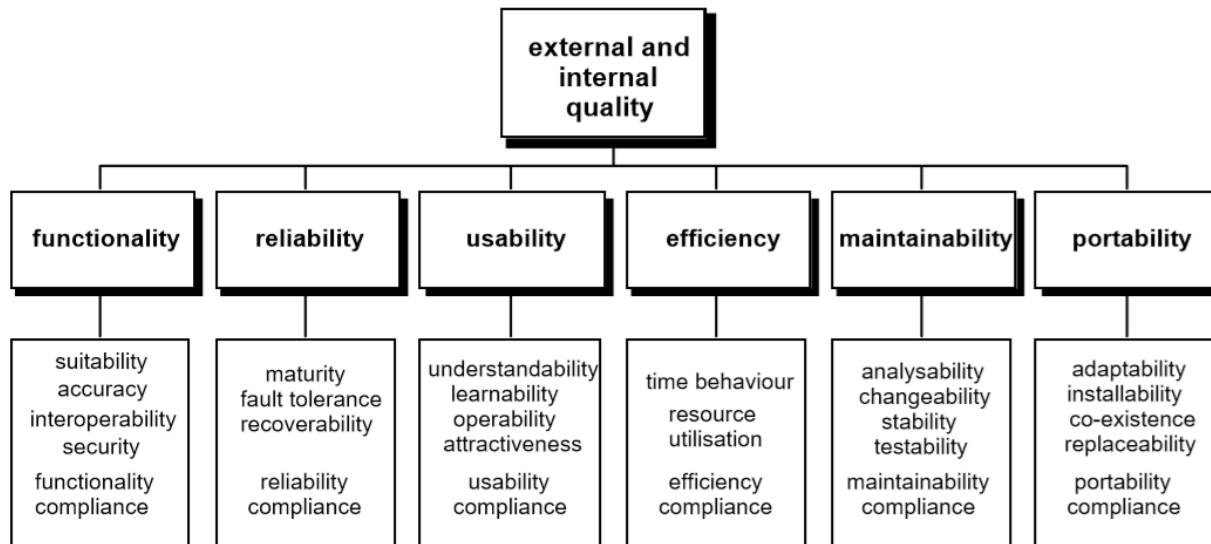 external and
internal
quality
functionality
reliability
usability
efficiency
maintainability
portability
suitability
accuracy
interoperability
security
functionality
compliance
maturity
fault tolerance
recoverability
reliability
compliance
understandability
learnability
operability
attractiveness
usability
compliance
time behaviour
resource
utilisation
efficiency
compliance
analysability
changeability
stability
testability
maintainability
compliance
adaptability
installability
co-existence
replaceability
portability
compliance